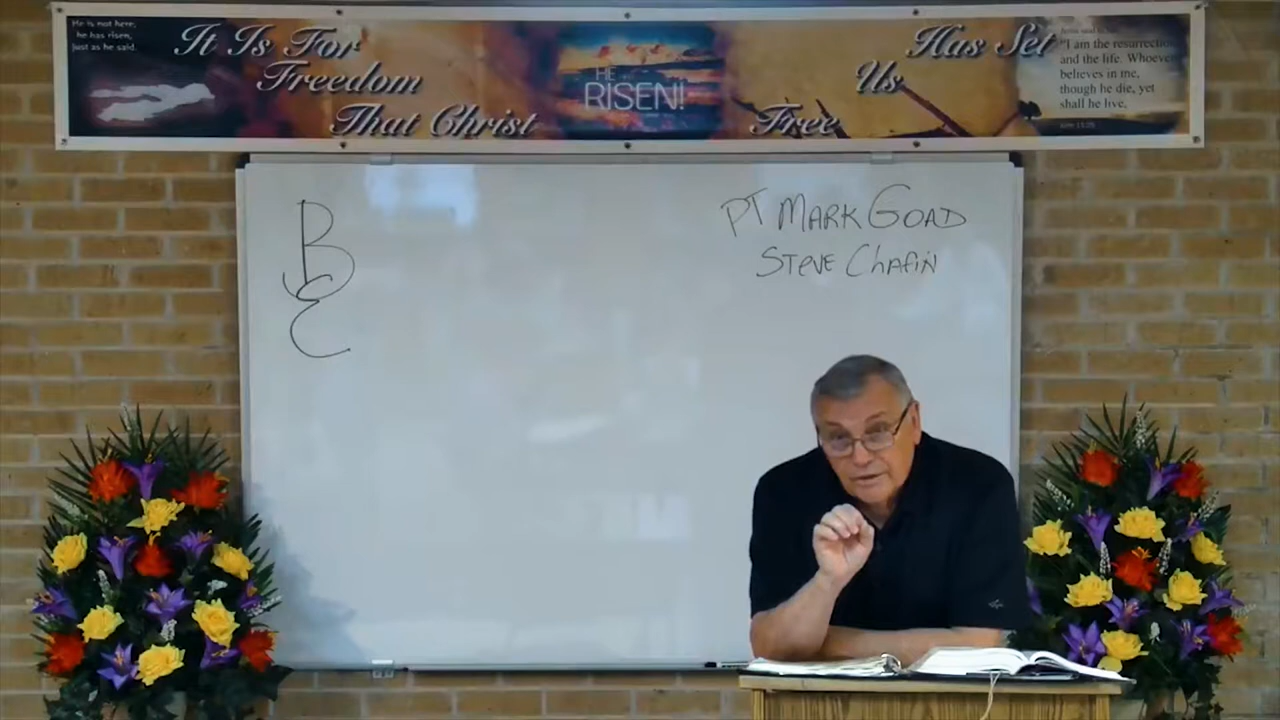 He is not here,
he has risen,
just as he said.
It Is For
Freedom
That Christ
HE
RISEN!
Has Set
Us
Free
"I am the resurrection
and the life. Whoever
believes in me,
though he die, yet
shall he live,
B
E
PT MARK GOAD
STEVE ChAFiN